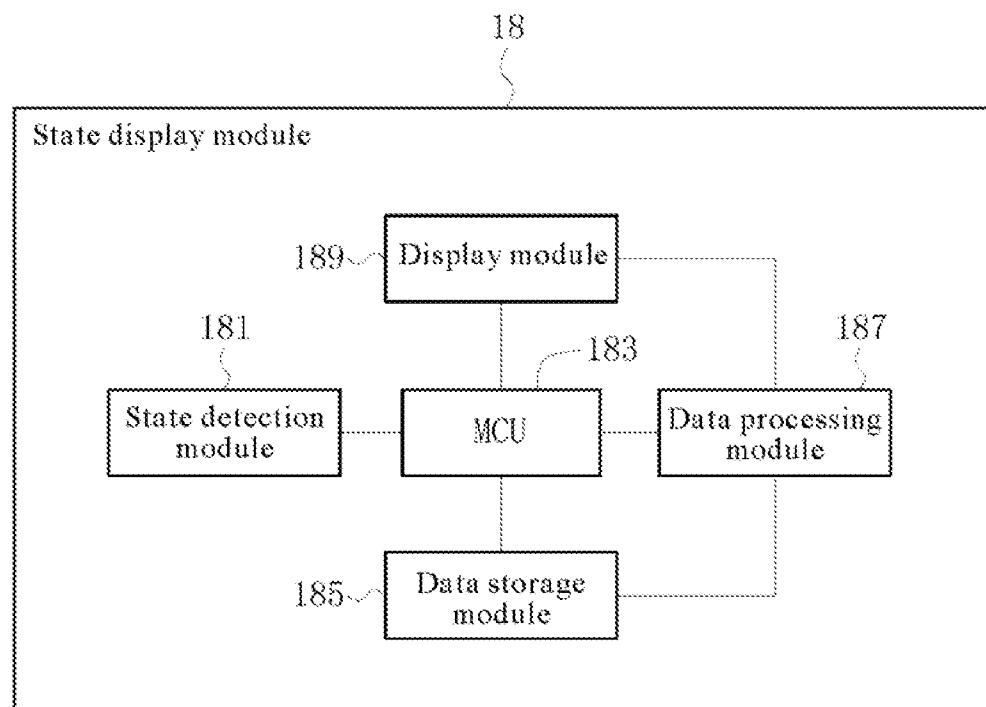 18
State display module
189
Display module
181
183
187
State detection
module
MCU
Data processing
module
185
Data storage
module